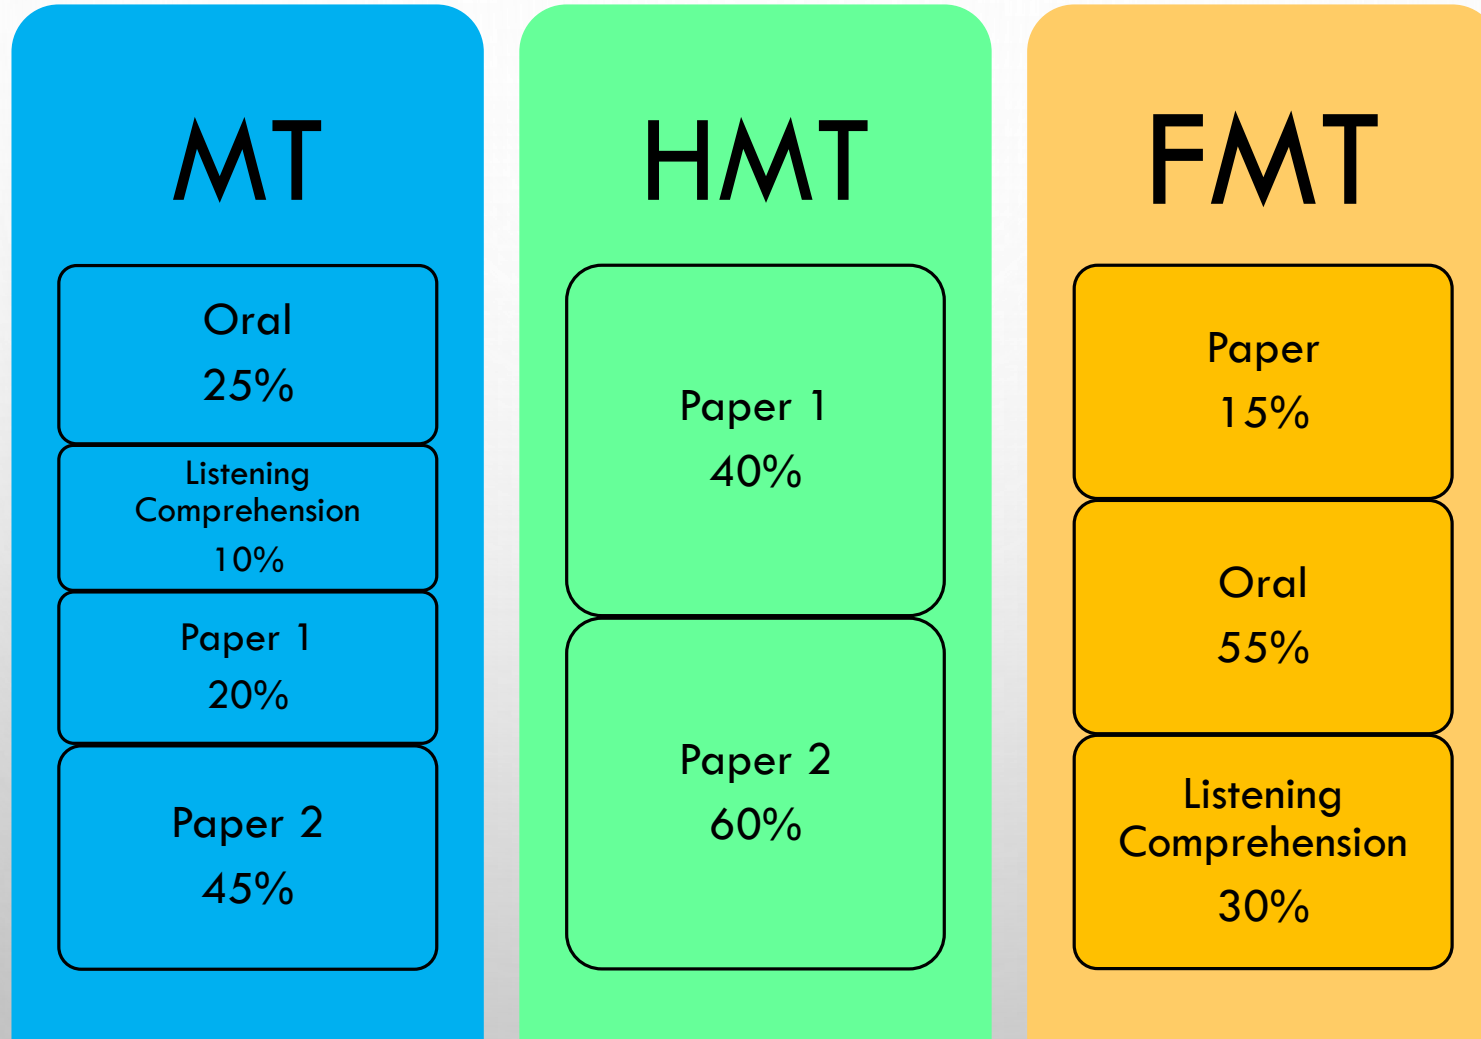 MT
Oral
25%
Listening
Comprehension
10%
Paper 1
20%
Paper 2
45%
HMT
Paper 1
40%
Paper 2
60%
FMT
Paper
15%
Oral
55%
Listening
Comprehension
30%